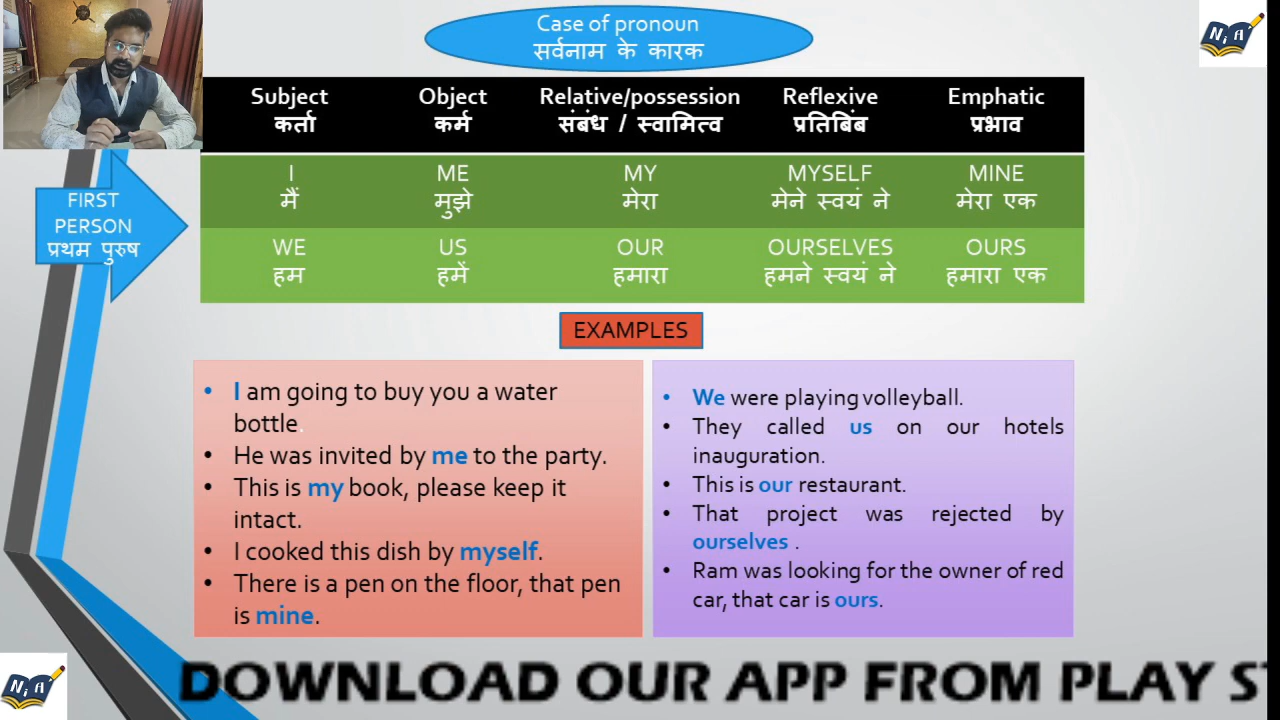 Case of pronoun
सर्वनाम के कारक
NiA
Subject Object Relative/possession Reflexive Emphatic
कर्ता कर्म संबंध / स्वामित्व प्रतिबिंब प्रभाव
FIRST
PERSON
प्रथम पुरुष
I ME MY MYSELF MINE
मैं मुझे मेरा मेने स्वयं ने मेरा एक
WE US OUR OURSELVES OURS
हम हमें हमारा हमने स्वयं ने हमारा एक
EXAMPLES
• I am going to buy you a water
bottle.
• He was invited by me to the party.
• This is my book, please keep it
intact.
• I cooked this dish by myself.
• There is a pen on the floor, that pen
is mine.
• We were playing volleyball.
• They called us on our hotels
inauguration.
• This is our restaurant.
• That project was rejected by
ourselves .
• Ram was looking for the owner of red
car, that car is ours.
NiA
DOWNLOAD OUR APP FROM PLAY S